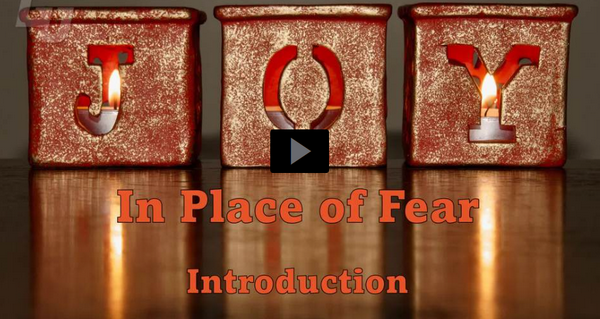 JOY
In Place of Fear
Introduction